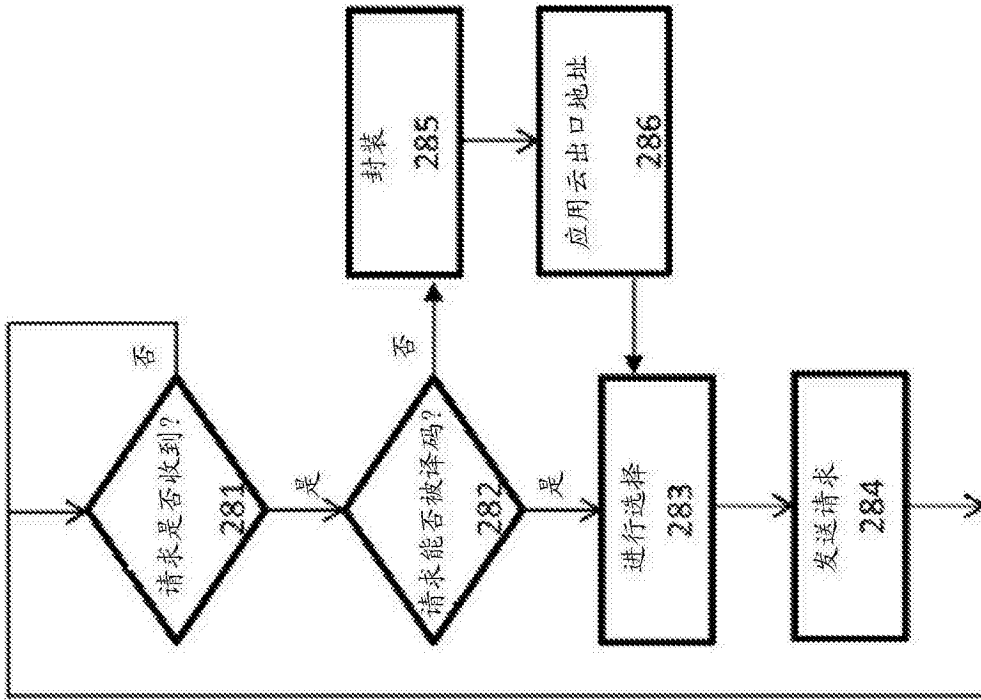 请求是否收到?
281
否
是
请求能否被译码?
282
否
是
封装
285
应用云出口地址
286
进行选择
283
发送请求
284